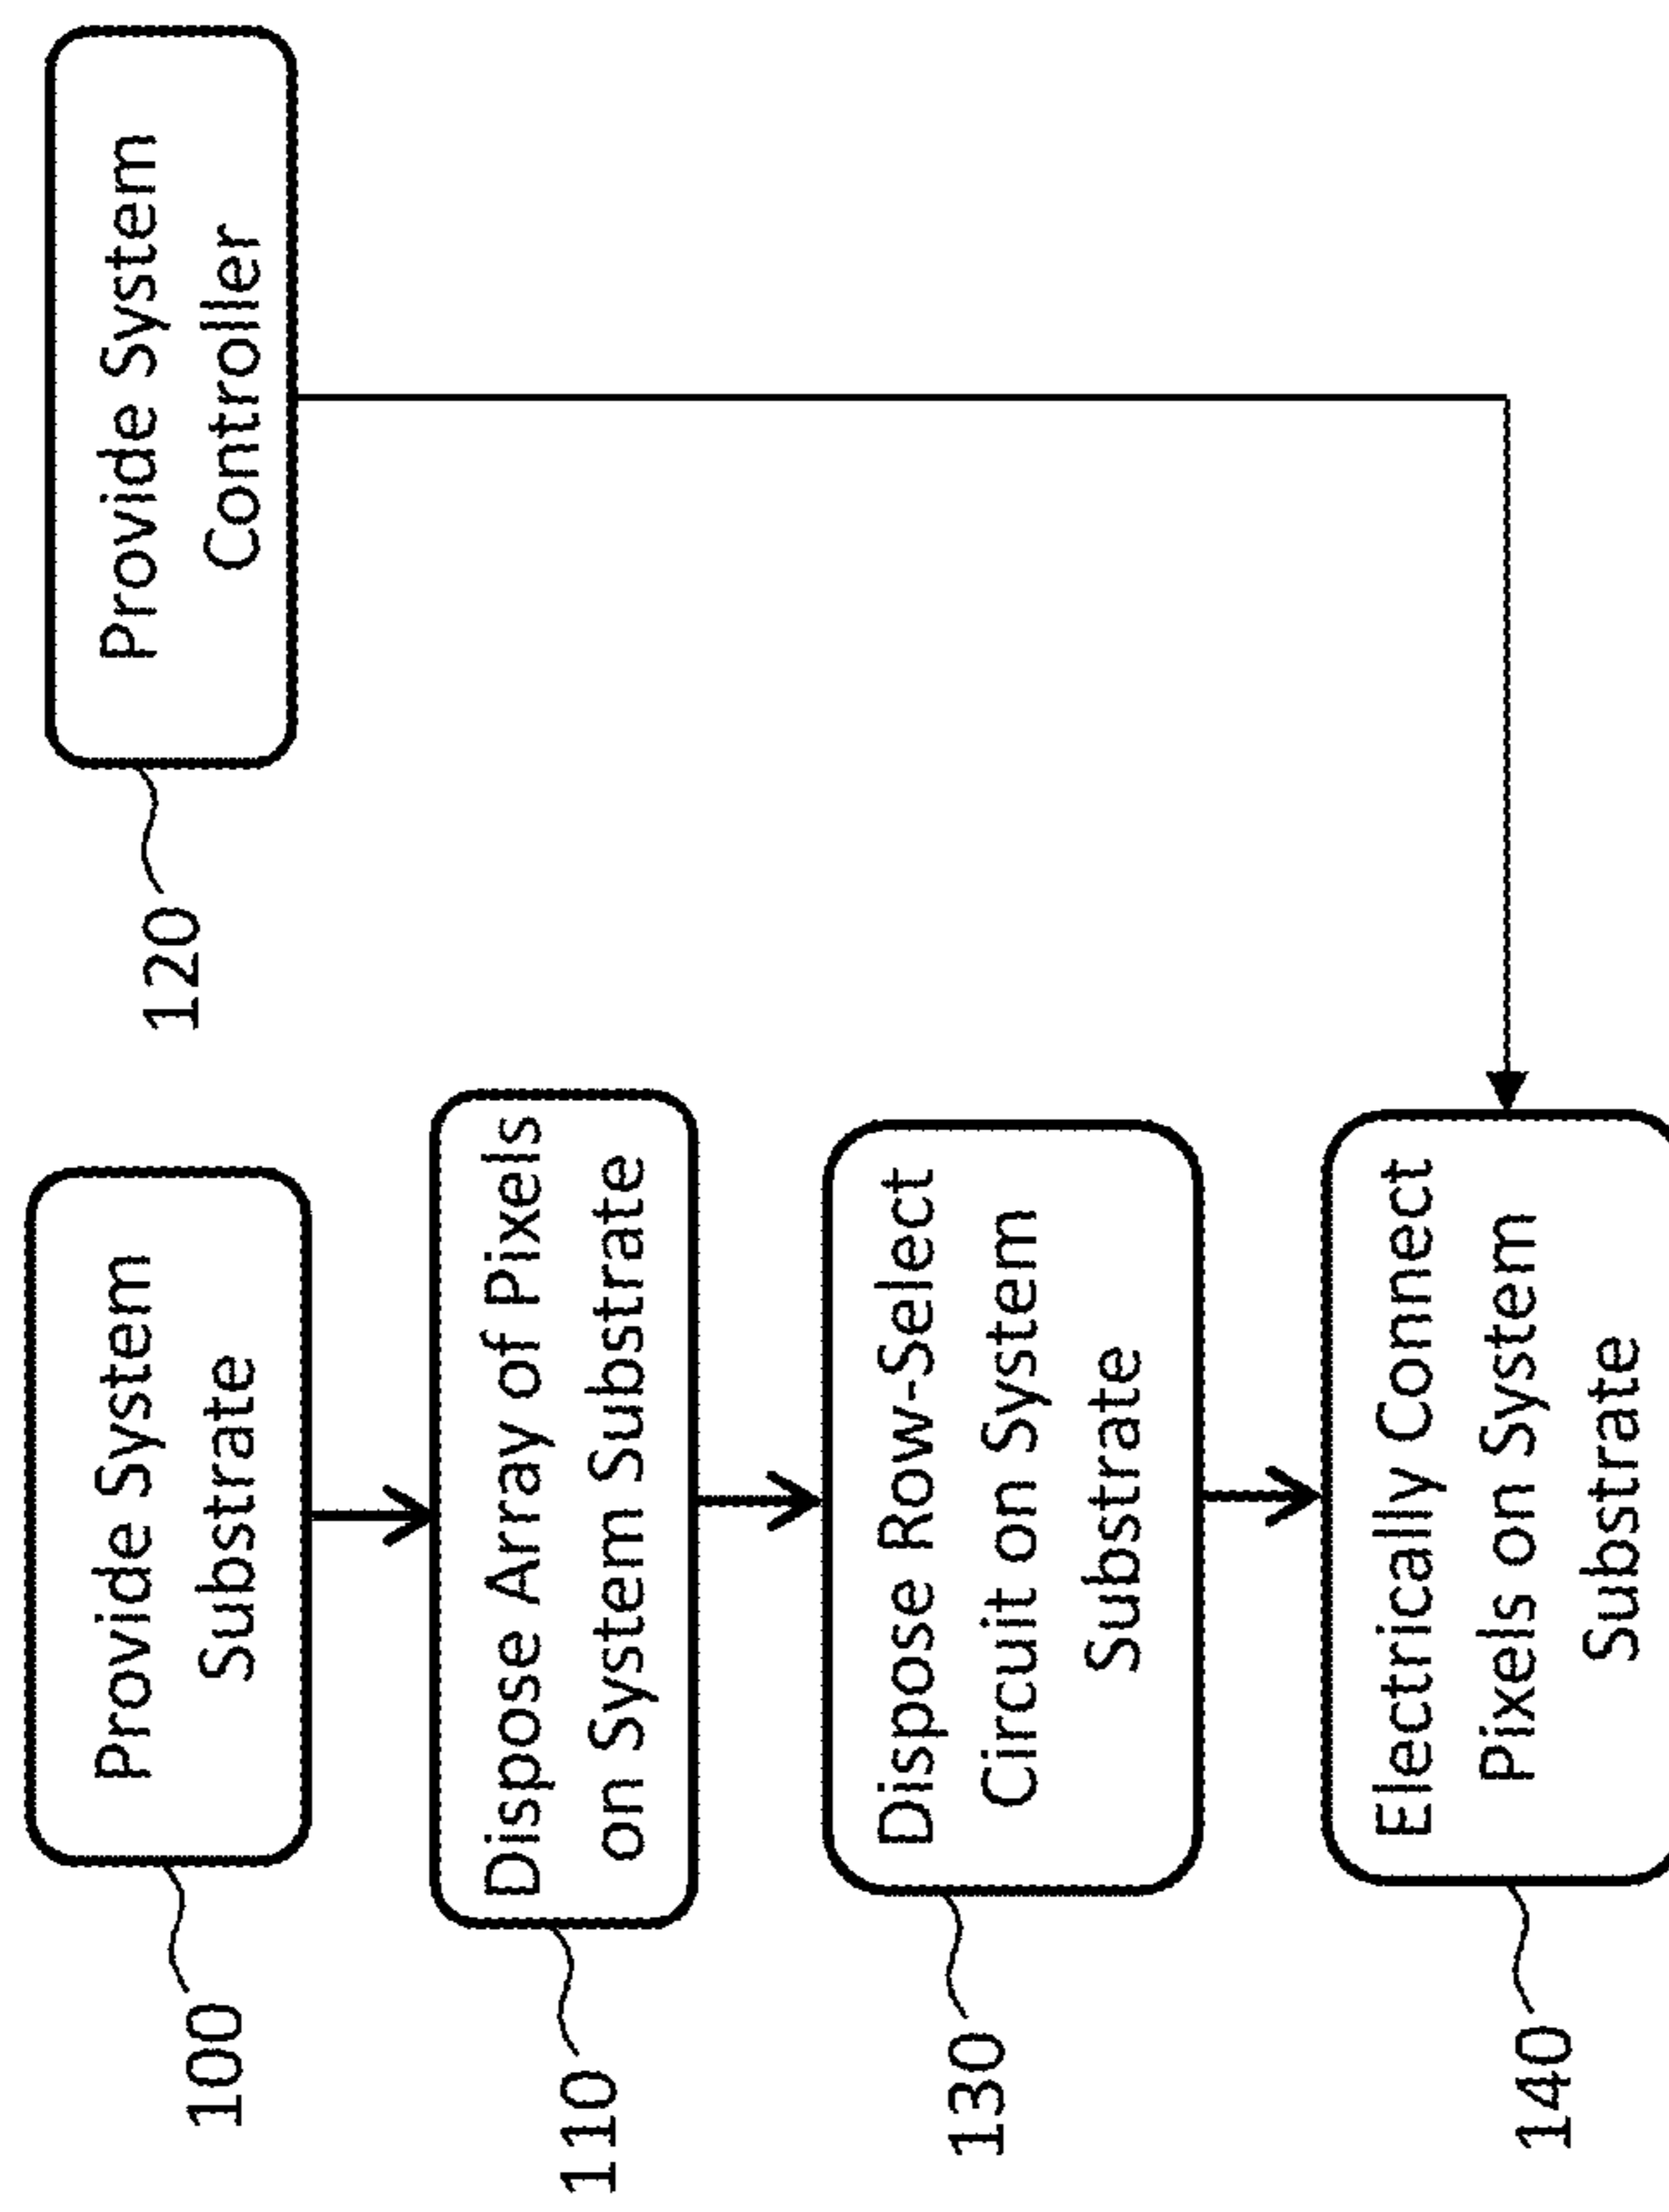 100
Provide System
Substrate
120
Provide System
Controller
110
Dispose Array of Pixels
on System Substrate
130
Dispose Row-Select
Circuit on System
Substrate
140
Electrically Connect
Pixels on System
Substrate